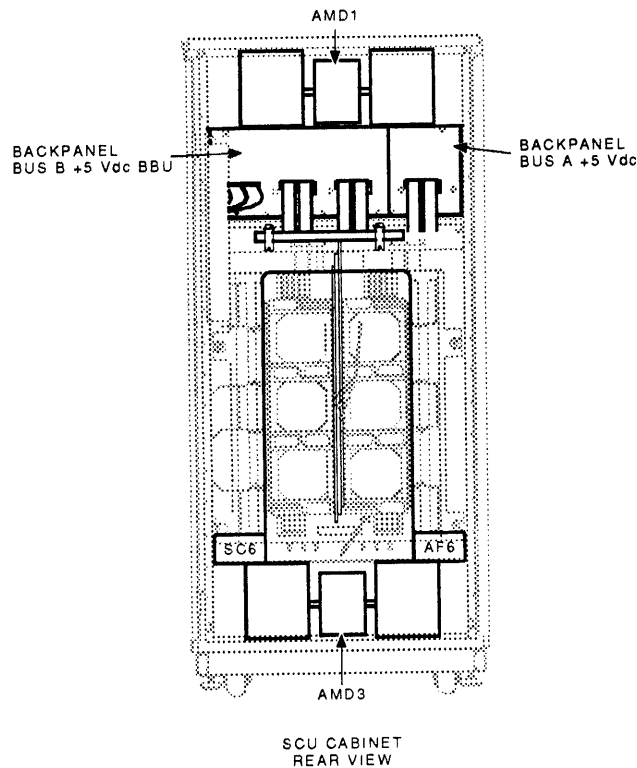 AMD1
BACKPANEL
BUS B +5 Vdc BBU
BACKPANEL
BUS A +5 Vdc
SC6
AF6
AMD3
SCU CABINET
REAR VIEW